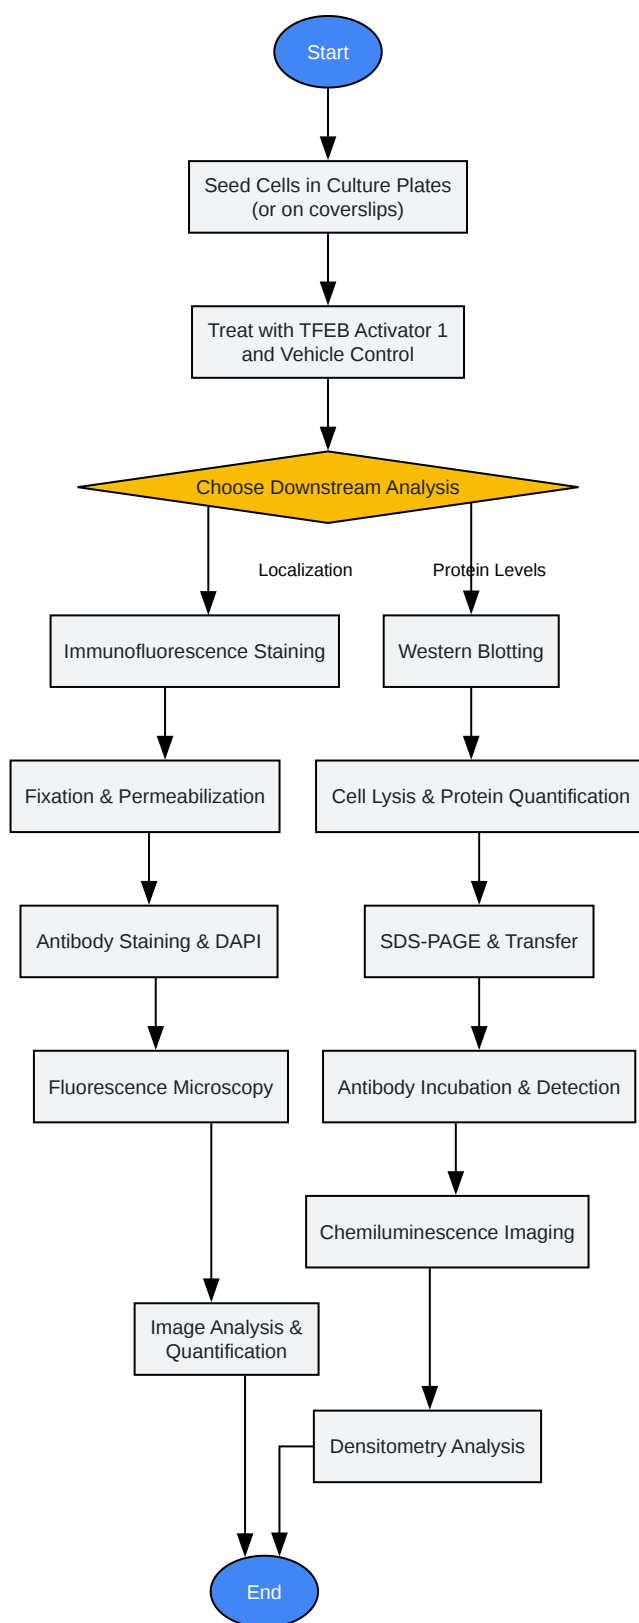 Start
Seed Cells in Culture Plates
(or on coverslips)
Treat with TFEB Activator 1
and Vehicle Control
Choose Downstream Analysis
Localization
Protein Levels
Immunofluorescence Staining
Western Blotting
Fixation & Permeabilization
Cell Lysis & Protein Quantification
Antibody Staining & DAPI
SDS-PAGE & Transfer
Fluorescence Microscopy
Antibody Incubation & Detection
Chemiluminescence Imaging
Image Analysis &
Quantification
Densitometry Analysis
End